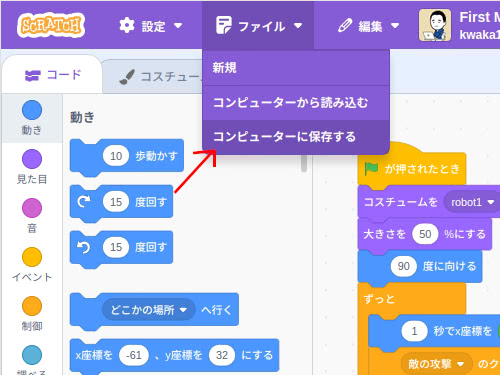 SCRATCH
設定
ファイル
編集
First M
kwaka1
新規
コンピューターから読み込む
コンピューターに保存する
コード
コスチュー
動き
見た目
音
イベント
制御
調べる
動き
10 歩動かす
15 度回す
15 度回す
どこかの場所 へ行く
x座標を -61 、y座標を 32 にする
が押されたとき
コスチュームを robot1
大きさを 50 %にする
90 度に向ける
ずっと
1 秒でx座標を
敵の攻撃 のク